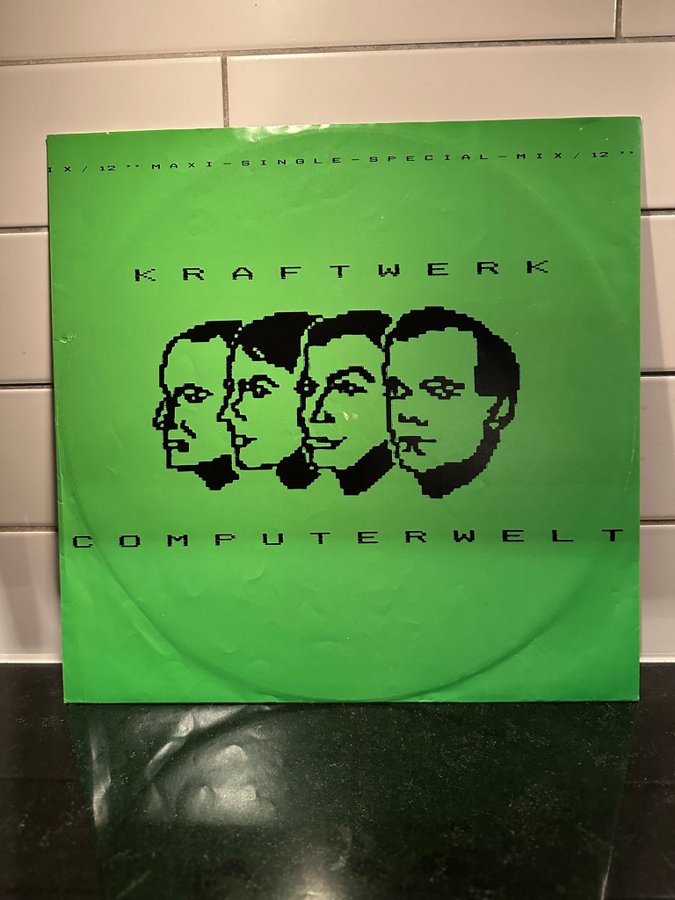 IX/12"MAXI-SINGLE-SPECIAL-MIX/12"
KRAFTWERK
COMPUTERWELT